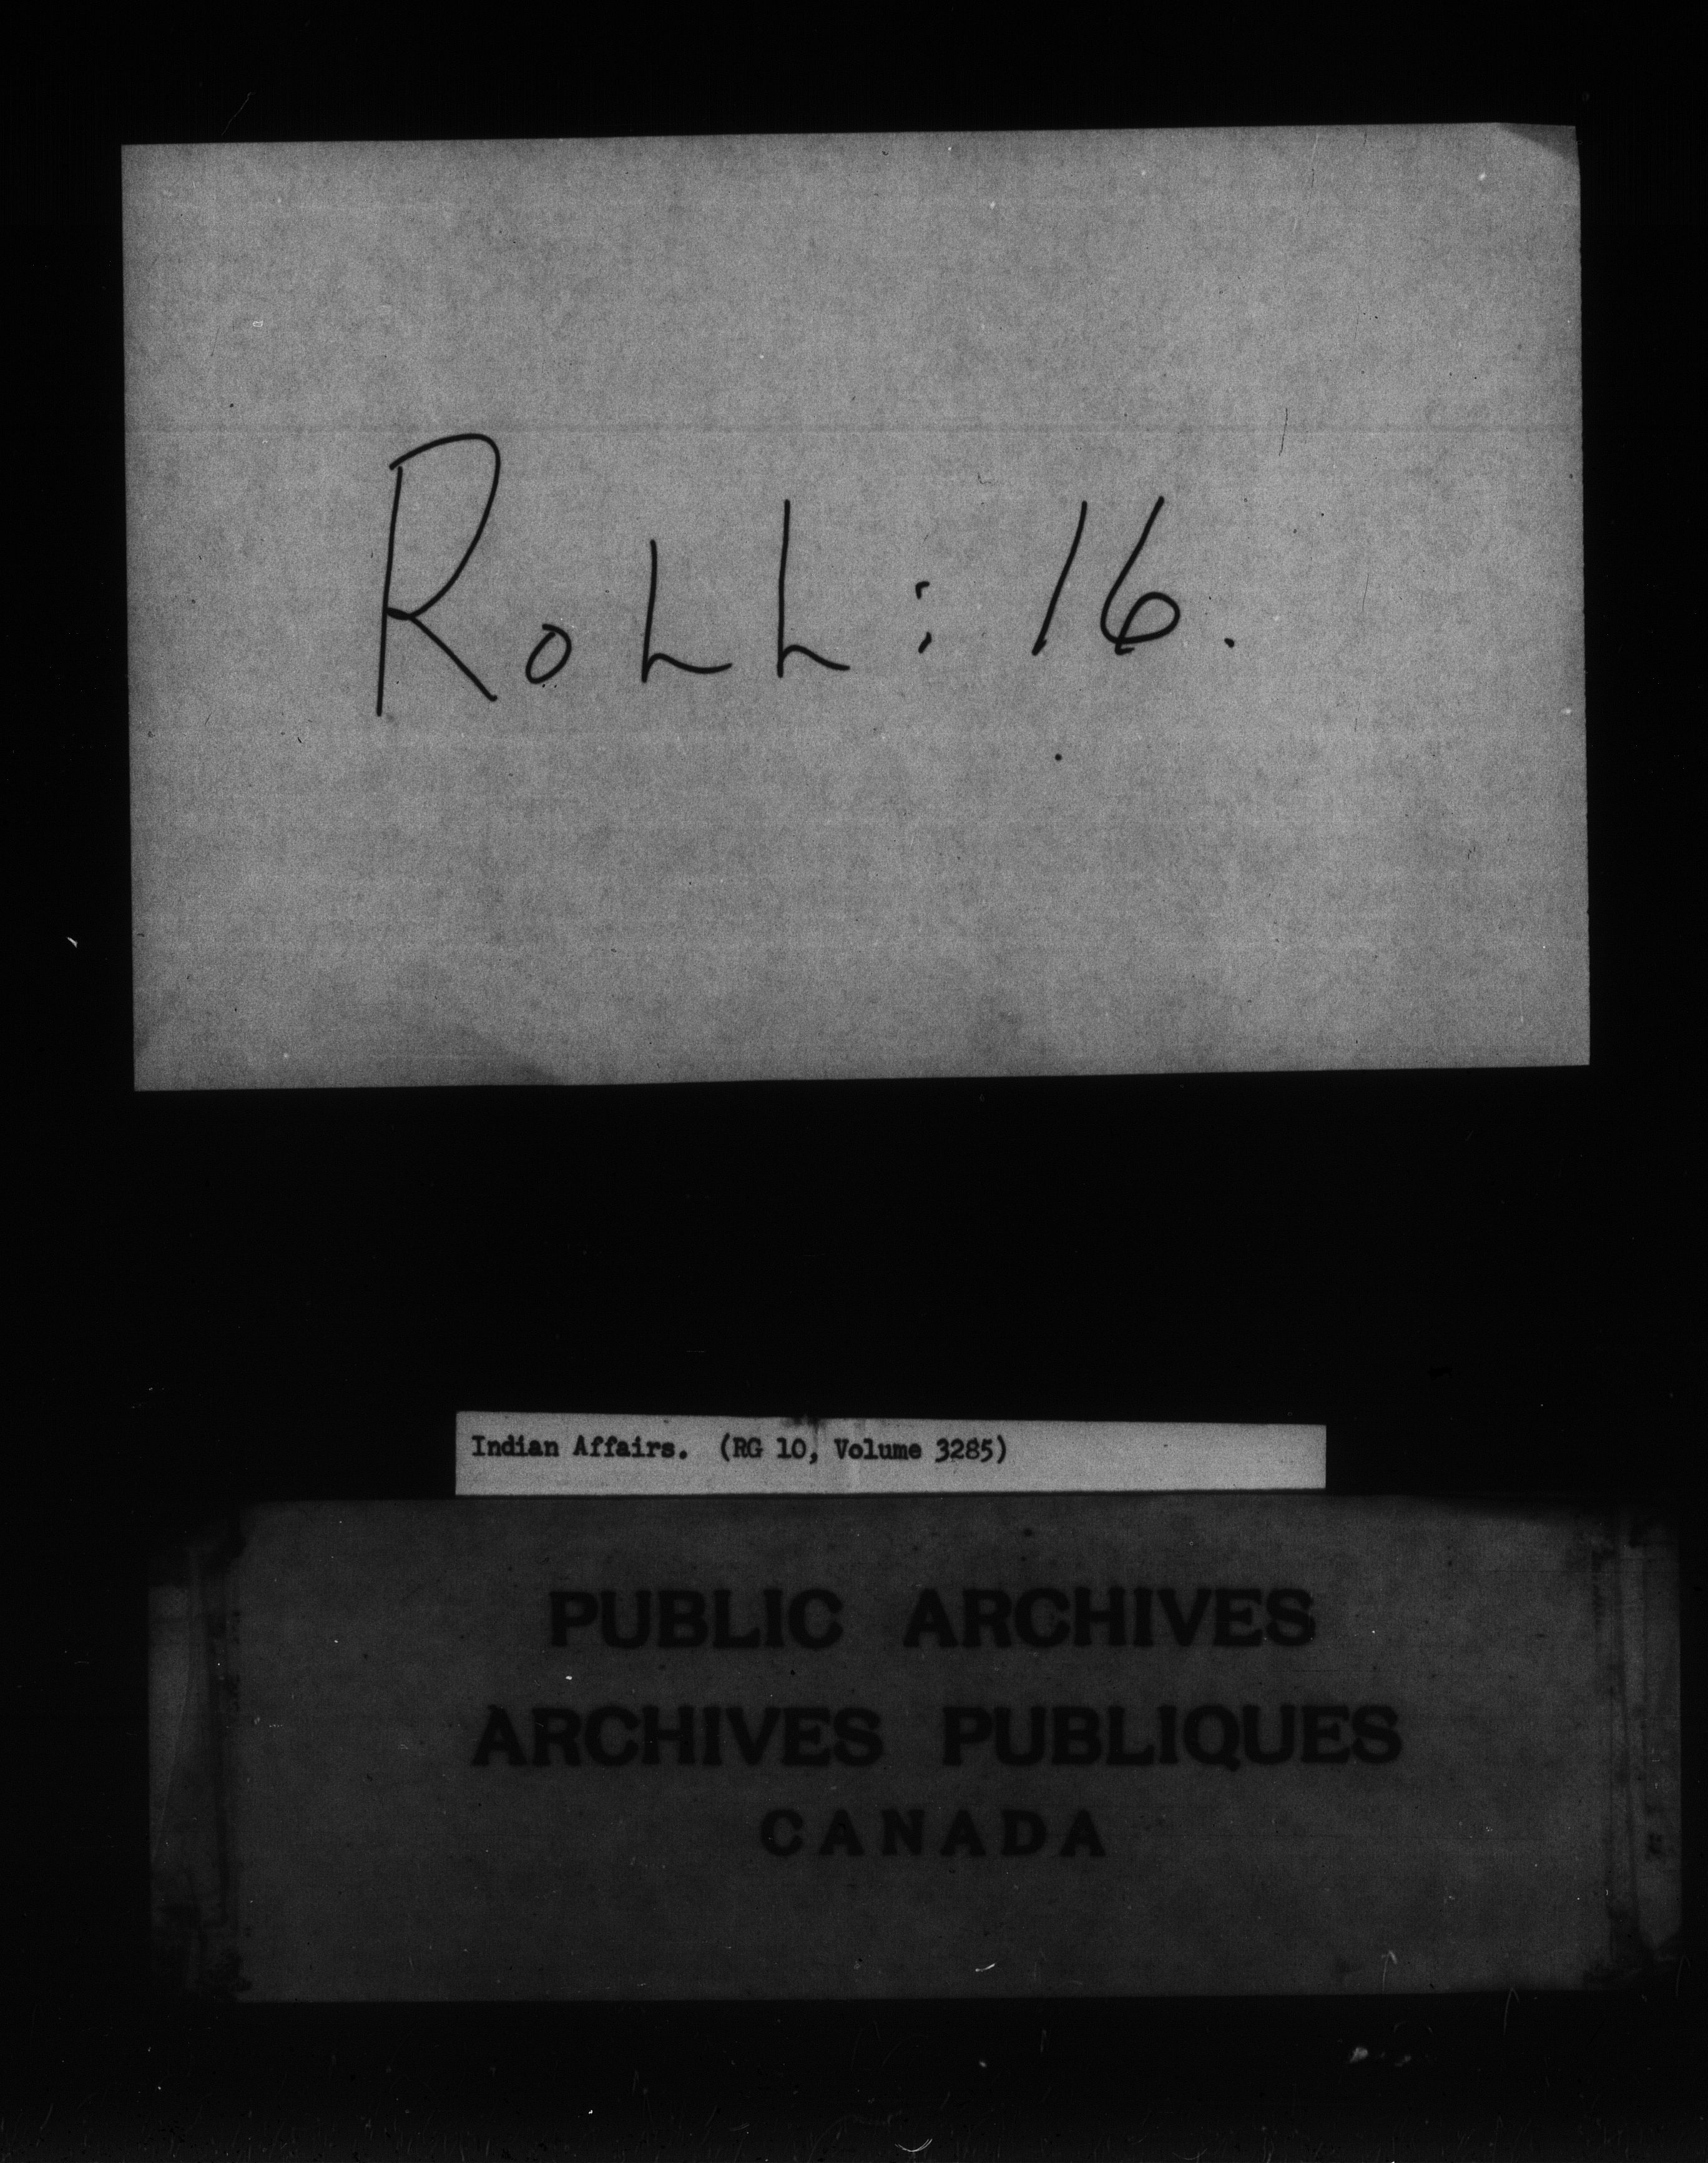 RoLL: 16.
Indian Affairs. (RG 10, Volume 3285)
PUBLIC ARCHIVES
ARCHIVES PUBLIQUES
CANADA